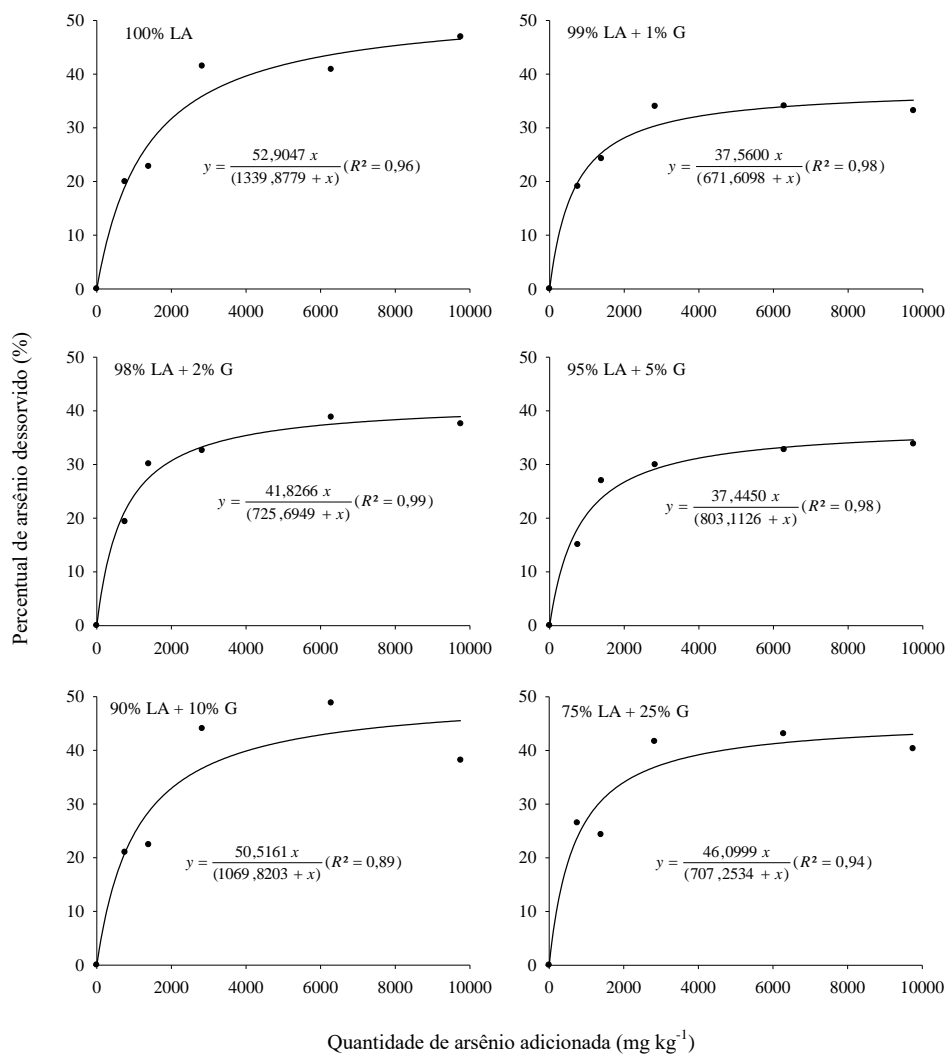 Percentual de arsênio dessorvido (%)
100% LA
50
40
30
20
10
0
y = 52,9047 x / (1339,8779 + x) (R² = 0,96)
0 2000 4000 6000 8000 10000
99% LA + 1% G
50
40
30
20
10
0
y = 37,5600 x / (671,6098 + x) (R² = 0,98)
0 2000 4000 6000 8000 10000
98% LA + 2% G
50
40
30
20
10
0
y = 41,8266 x / (725,6949 + x) (R² = 0,99)
0 2000 4000 6000 8000 10000
95% LA + 5% G
50
40
30
20
10
0
y = 37,4450 x / (803,1126 + x) (R² = 0,98)
0 2000 4000 6000 8000 10000
90% LA + 10% G
50
40
30
20
10
0
y = 50,5161 x / (1069,8203 + x) (R² = 0,89)
0 2000 4000 6000 8000 10000
75% LA + 25% G
50
40
30
20
10
0
y = 46,0999 x / (707,2534 + x) (R² = 0,94)
0 2000 4000 6000 8000 10000
Quantidade de arsênio adicionada (mg kg⁻¹)